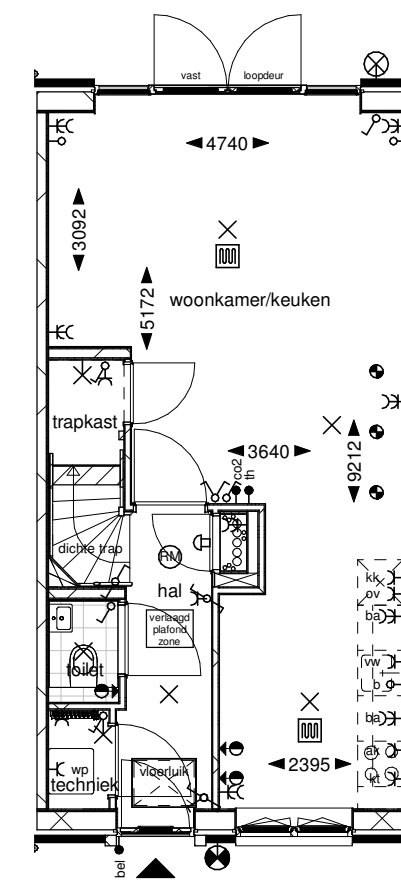 vast loopdeur
4740
3092
5172
woonkamer/keuken
trapkast
3640
9212
co2
th
dichte trap
RM
hal
kk
ov
ba
verlaagd
plafond
zone
toilet
vw
b
ba
ak
kt
2395
wp
techniek
vloerluik
bel